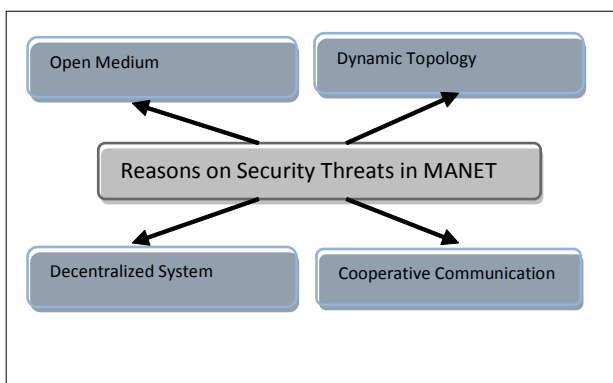 Open Medium
Dynamic Topology
Reasons on Security Threats in MANET
Decentralized System
Cooperative Communication